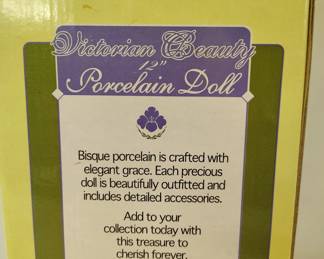 Victorian Beauty
12"
Porcelain Doll
Bisque porcelain is crafted with
elegant grace. Each precious
doll is beautifully outfitted and
includes detailed accessories.
Add to your
collection today with
this treasure to
cherish forever.